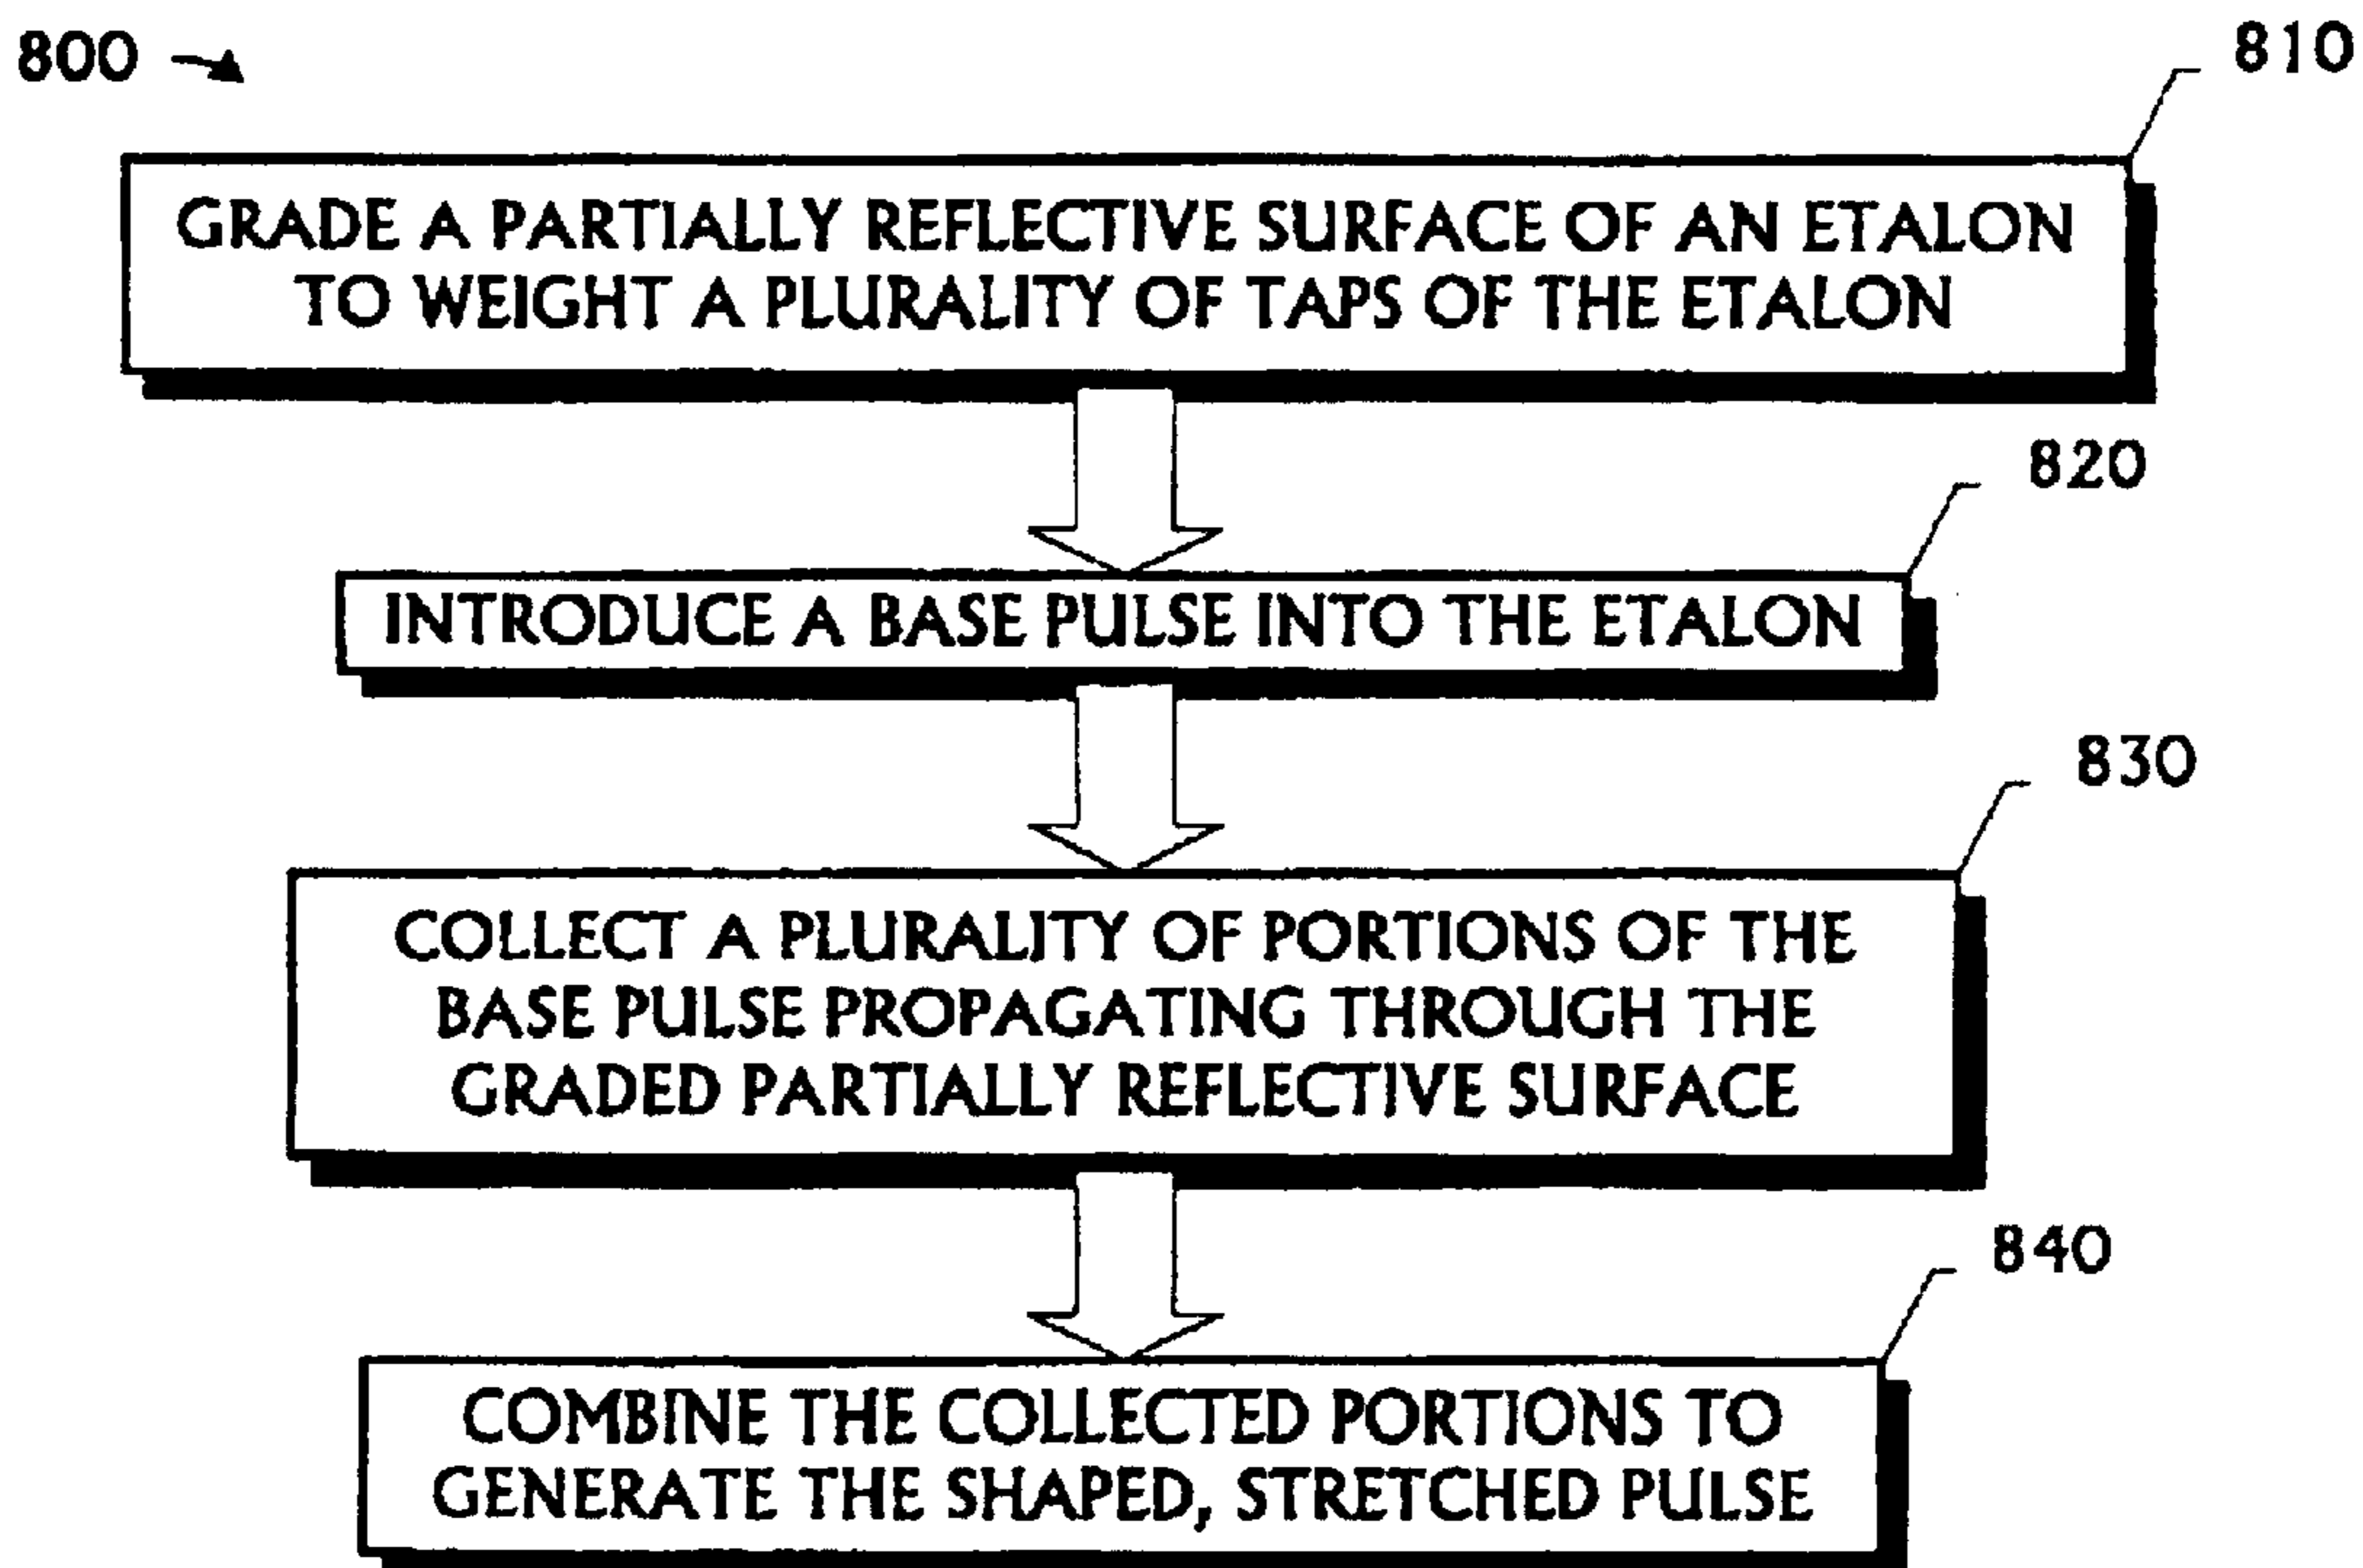 800
810
GRADE A PARTIALLY REFLECTIVE SURFACE OF AN ETALON
TO WEIGHT A PLURALITY OF TAPS OF THE ETALON
820
INTRODUCE A BASE PULSE INTO THE ETALON
830
COLLECT A PLURALITY OF PORTIONS OF THE
BASE PULSE PROPAGATING THROUGH THE
GRADED PARTIALLY REFLECTIVE SURFACE
840
COMBINE THE COLLECTED PORTIONS TO
GENERATE THE SHAPED, STRETCHED PULSE